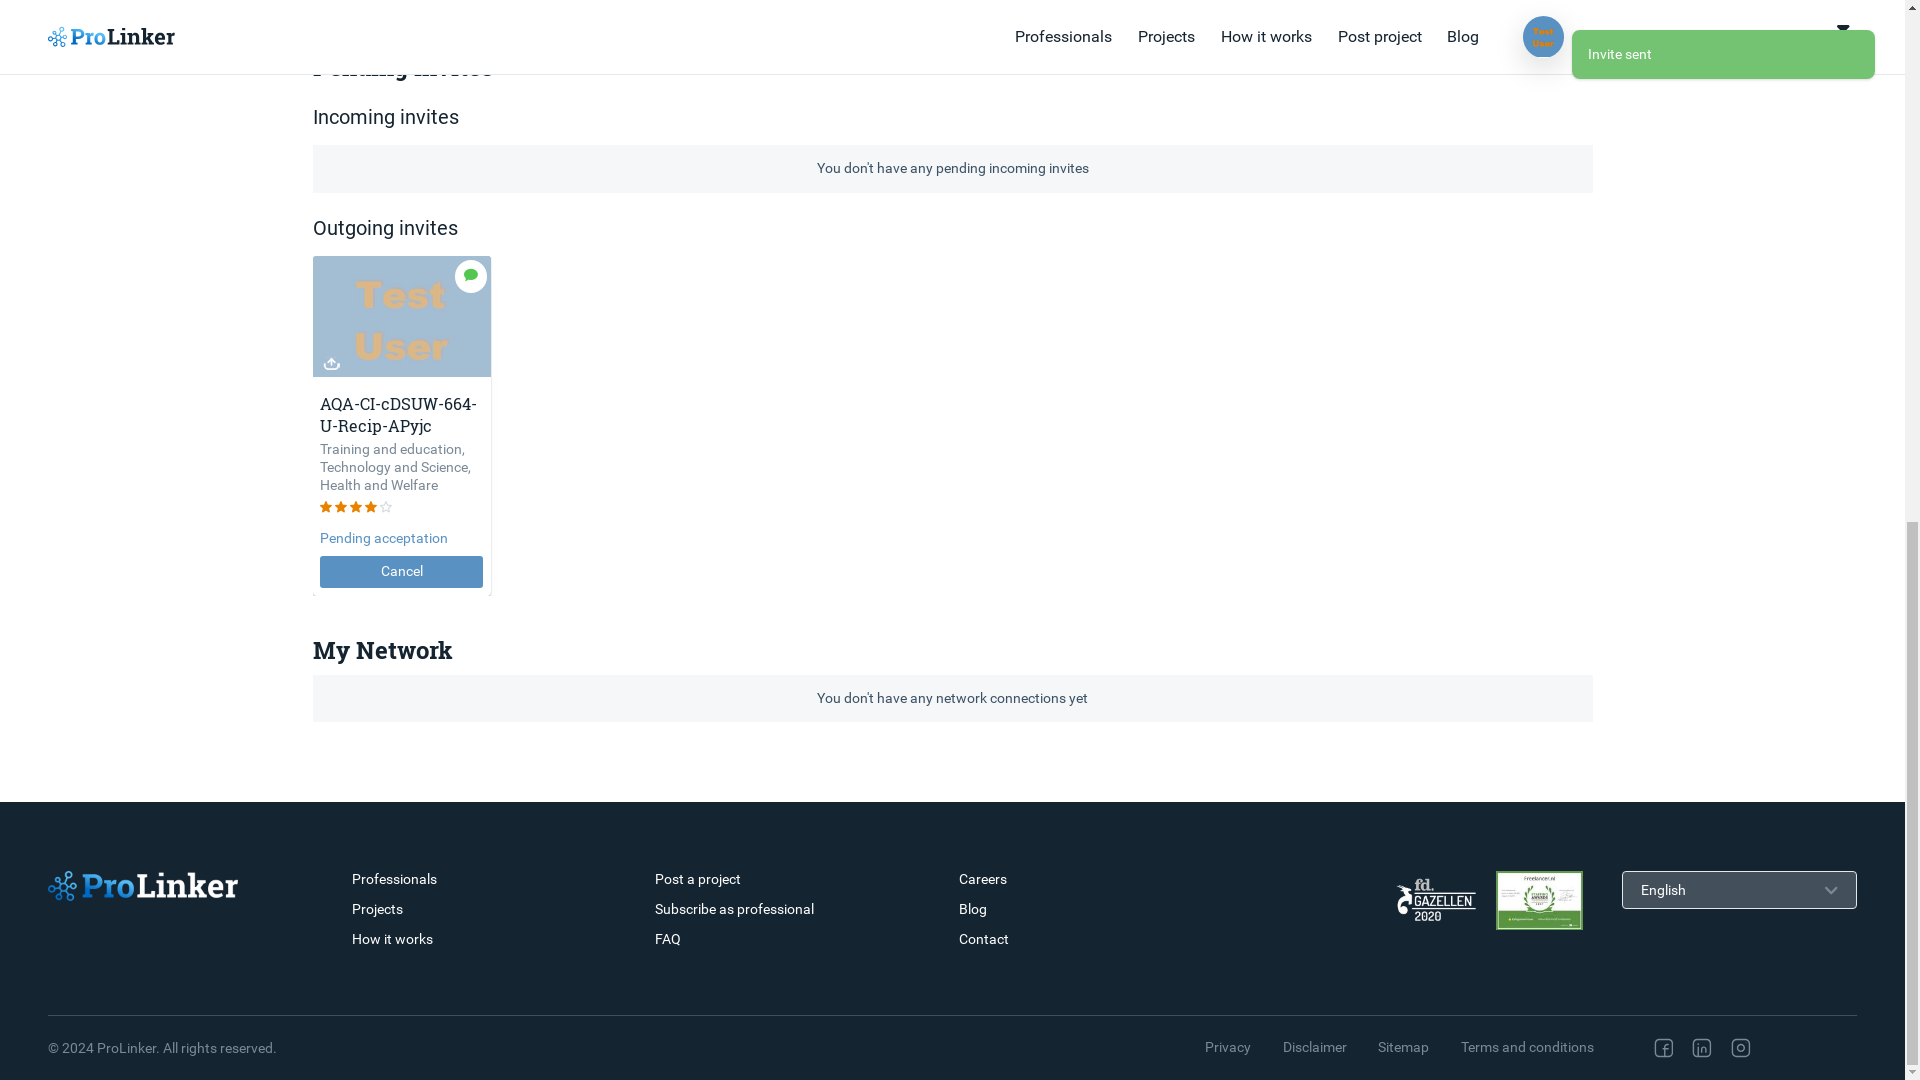 ProLinker
Professionals
Projects
How it works
Post project
Blog
Test
User
Invite sent
Pending invites
Incoming invites
You don't have any pending incoming invites
Outgoing invites
Test
User
AQA-CI-cDSUW-664-
U-Recip-APyjc
Training and education,
Technology and Science,
Health and Welfare
Pending acceptation
Cancel
My Network
You don't have any network connections yet
ProLinker
Professionals
Projects
How it works
Post a project
Subscribe as professional
FAQ
Careers
Blog
Contact
fd.
GAZELLEN
2020
Freelancer.nl
English
© 2024 ProLinker. All rights reserved.
Privacy
Disclaimer
Sitemap
Terms and conditions